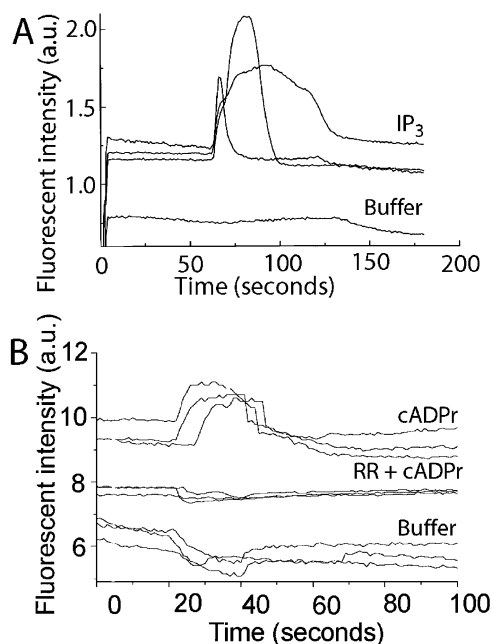 A
Fluorescent intensity (a.u.)
2.0
1.5
1.0
IP3
Buffer
0 50 100 150 200
Time (seconds)
B
Fluorescent intensity (a.u.)
12
10
8
6
cADPr
RR + cADPr
Buffer
0 20 40 60 80 100
Time (seconds)